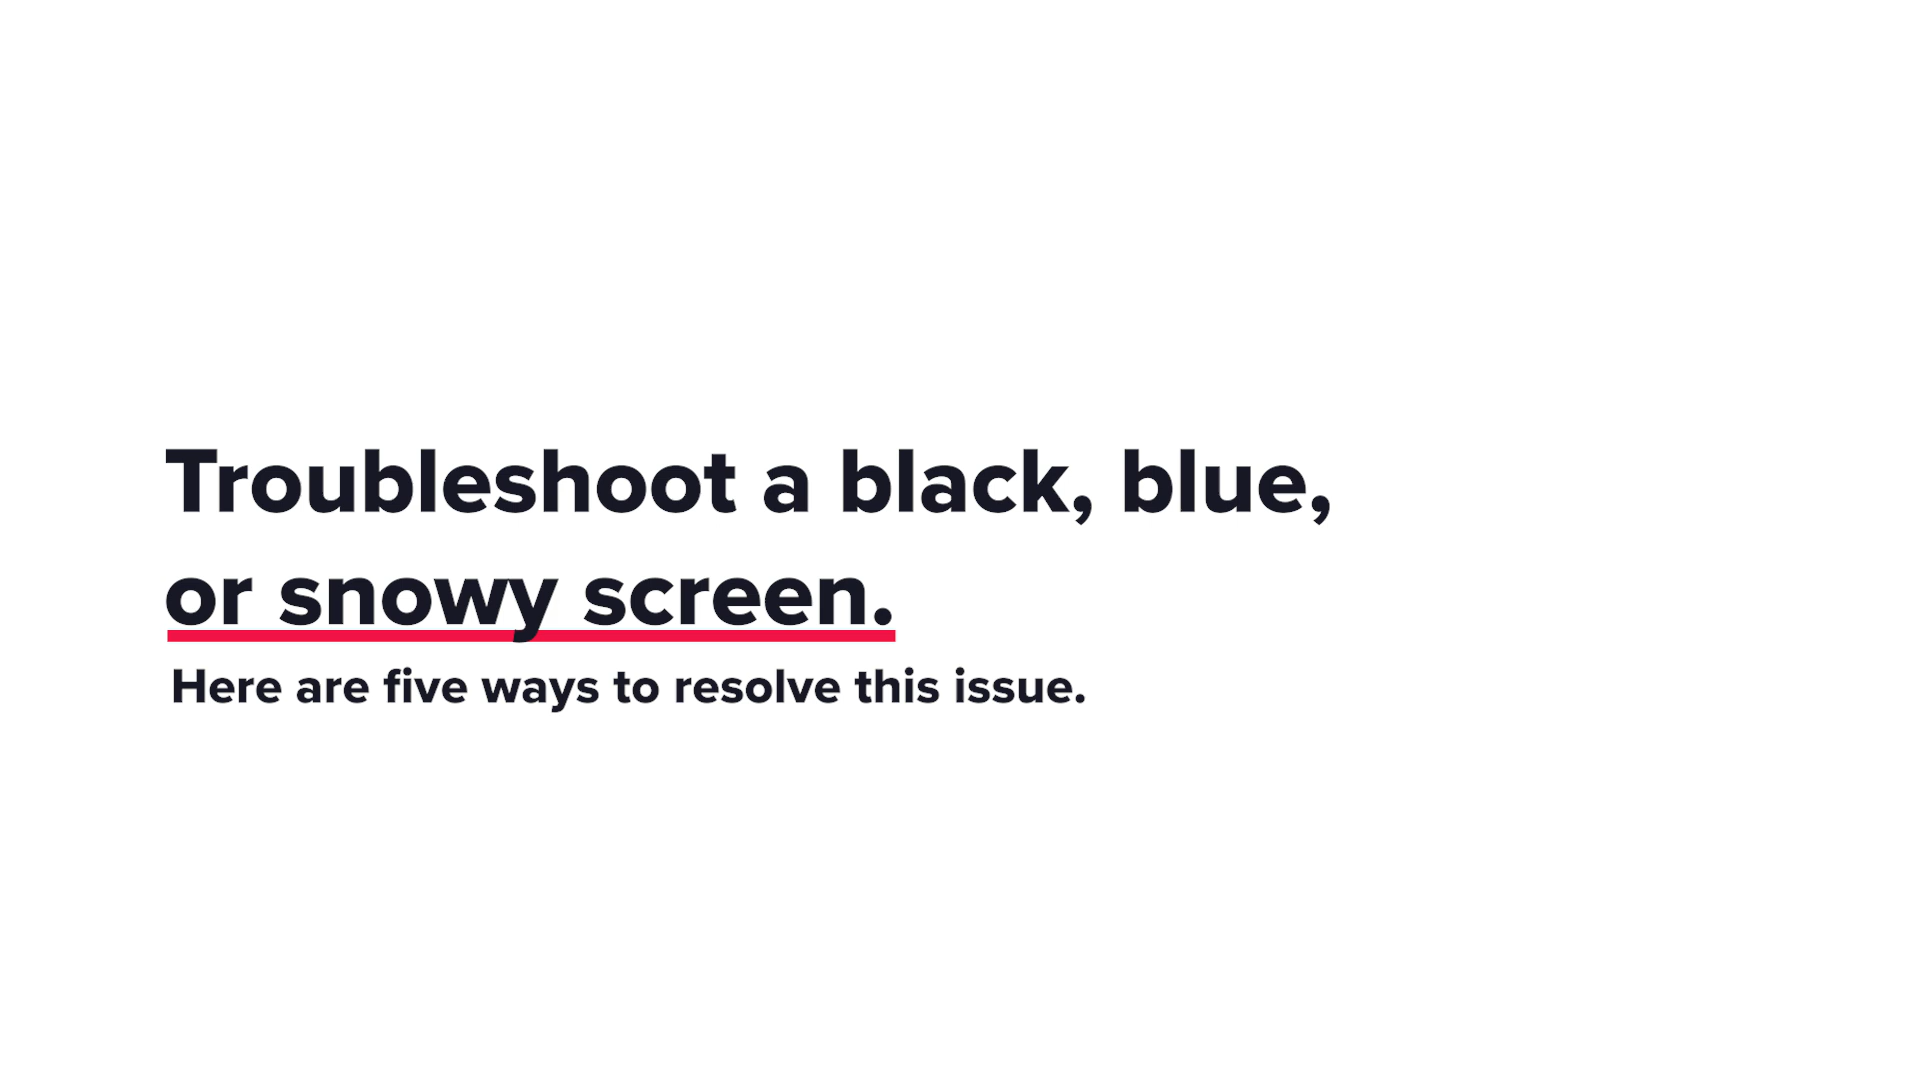 Troubleshoot a black, blue,
or snowy screen.
Here are five ways to resolve this issue.